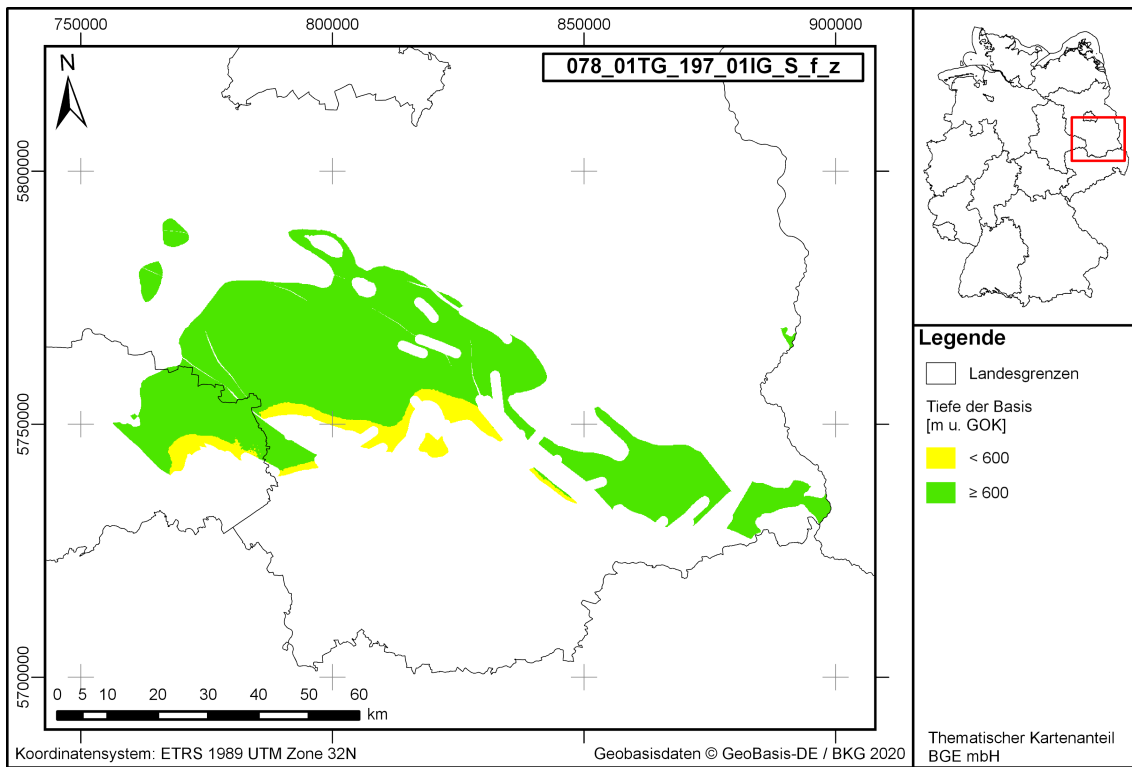 750000
800000
850000
900000
N
078_01TG_197_01IG_S_f_z
5800000
5750000
5700000
0 5 10 20 30 40 50 60
km
Koordinatensystem: ETRS 1989 UTM Zone 32N
Geobasisdaten © GeoBasis-DE / BKG 2020
Legende
Landesgrenzen
Tiefe der Basis
[m u. GOK]
< 600
≥ 600
Thematischer Kartenanteil
BGE mbH